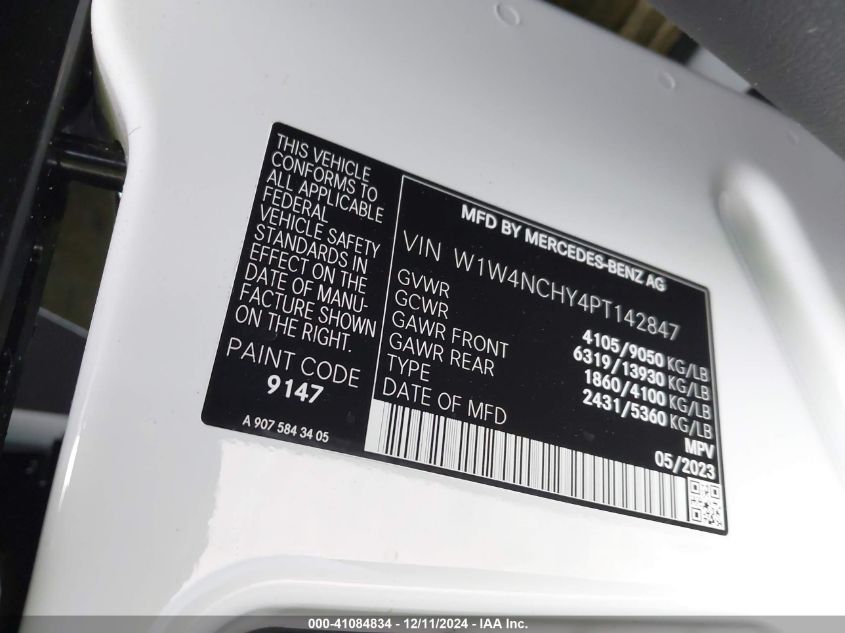 THIS VEHICLE
CONFORMS TO
ALL APPLICABLE
FEDERAL
VEHICLE SAFETY
STANDARDS IN
EFFECT ON THE
DATE OF MANU-
FACTURE SHOWN
ON THE RIGHT.
PAINT CODE
9147
A 907 584 34 05
MFD BY MERCEDES-BENZ AG
VIN W1W4NCHY4PT142847
GVWR 4105/9050 KG/LB
GCWR 6319/13930 KG/LB
GAWR FRONT 1860/4100 KG/LB
GAWR REAR 2431/5360 KG/LB
TYPE MPV
DATE OF MFD 05/2023
000-41084834 - 12/11/2024 - IAA Inc.